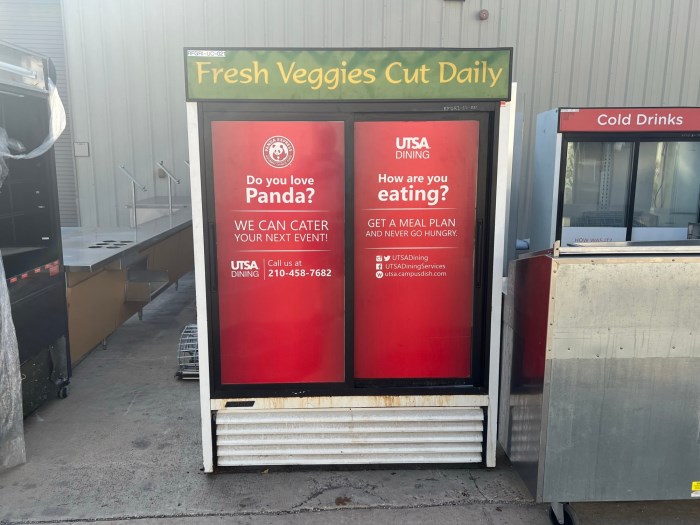 Fresh Veggies Cut Daily
Do you love
Panda?
WE CAN CATER
YOUR NEXT EVENT!
UTSA
DINING
Call us at
210-458-7682
UTSA
DINING
How are you
eating?
GET A MEAL PLAN
AND NEVER GO HUNGRY.
UTSADining
UTSADiningServices
utsa.campusdish.com
Cold Drinks